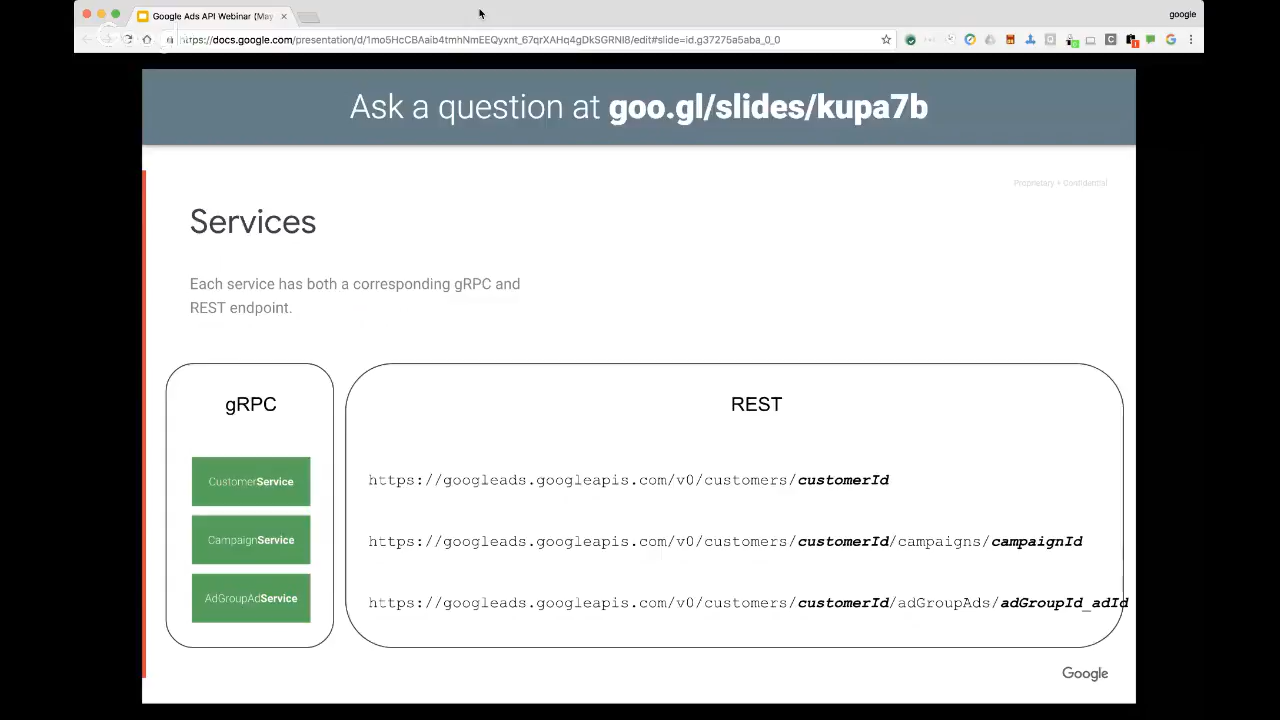 Google Ads API Webinar (May
google
https://docs.google.com/presentation/d/1mo5HcCBAaib4tmhNmEEQyxnt_67qrXAHq4gDkSGRNI8/edit#slide=id.g37275a5aba_0_0
Ask a question at goo.gl/slides/kupa7b
Proprietary + Confidential
Services
Each service has both a corresponding gRPC and
REST endpoint.
gRPC
REST
CustomerService
https://googleads.googleapis.com/v0/customers/customerId
CampaignService
https://googleads.googleapis.com/v0/customers/customerId/campaigns/campaignId
AdGroupAdService
https://googleads.googleapis.com/v0/customers/customerId/adGroupAds/adGroupId_adId
Google